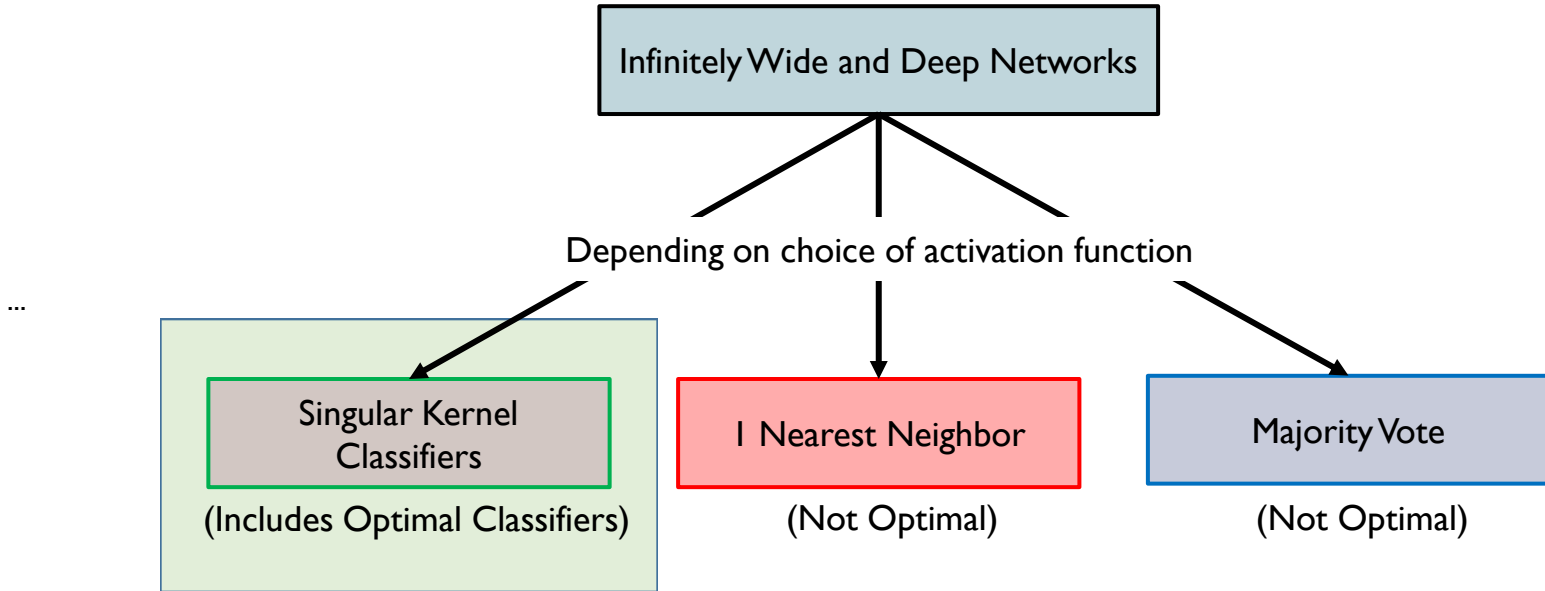 Infinitely Wide and Deep Networks
Depending on choice of activation function
...
Singular Kernel
Classifiers
1 Nearest Neighbor
Majority Vote
(Includes Optimal Classifiers)
(Not Optimal)
(Not Optimal)